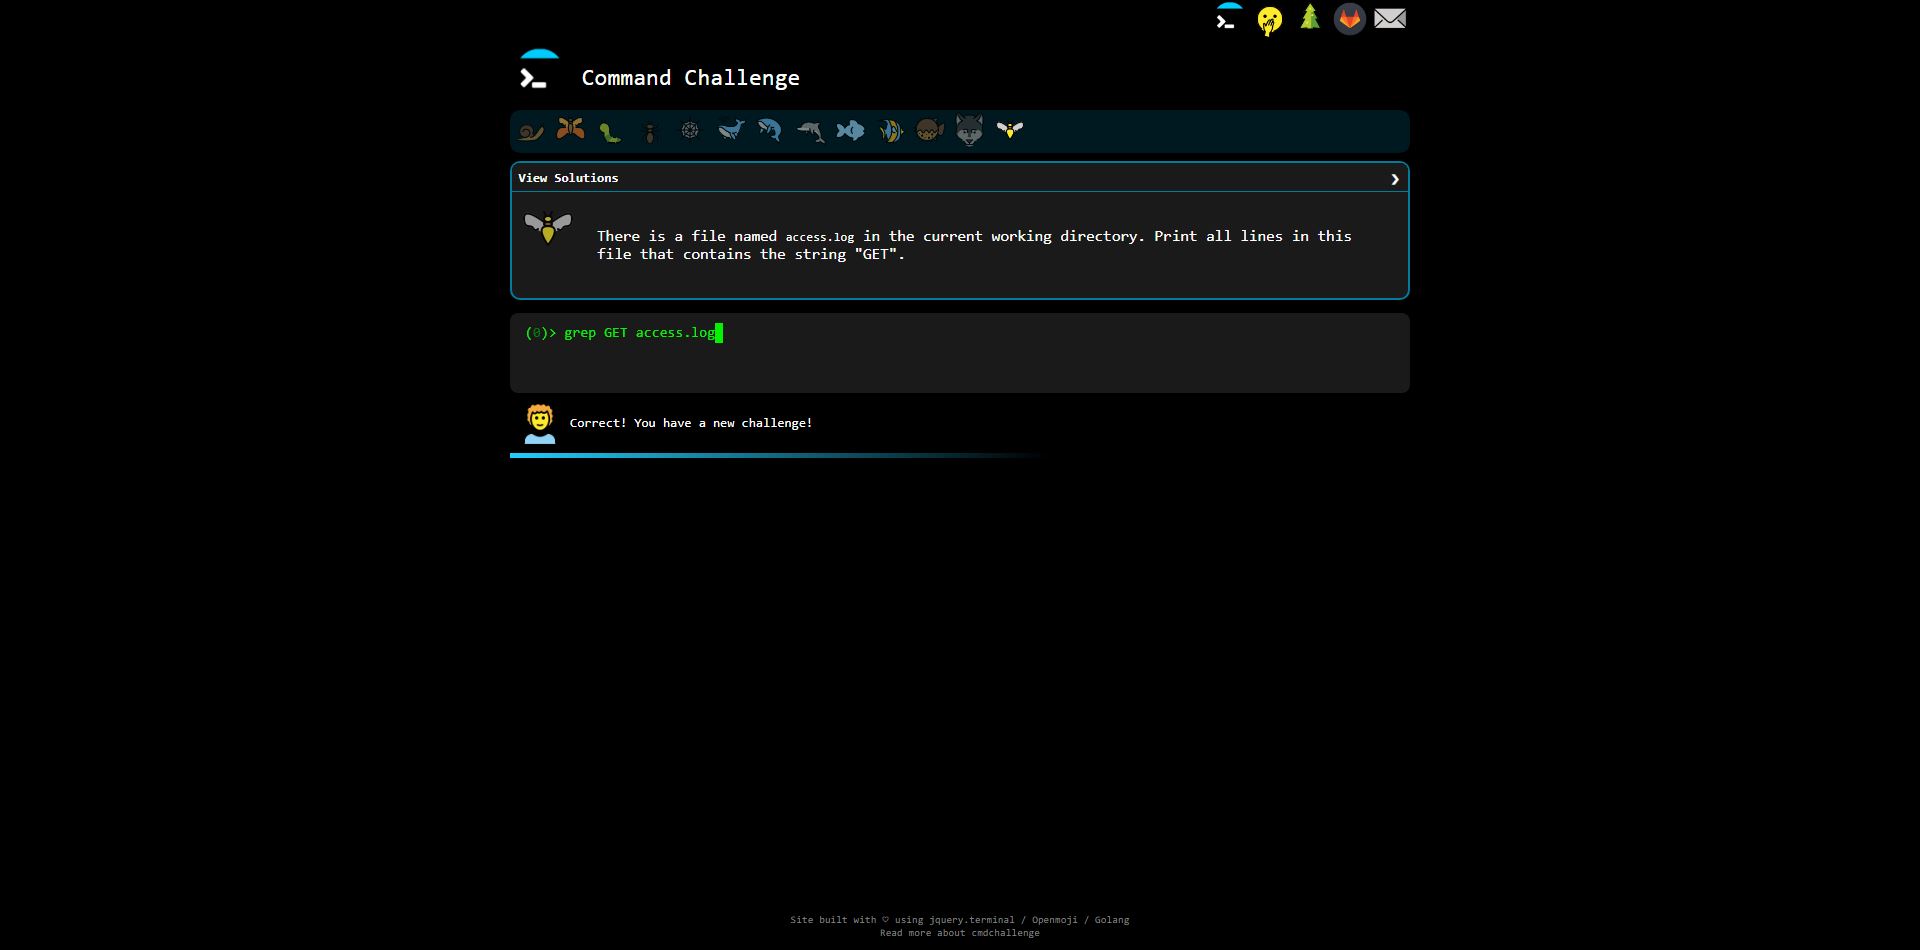 Command Challenge
View Solutions
There is a file named access.log in the current working directory. Print all lines in this
file that contains the string "GET".
(0)> grep GET access.log
Correct! You have a new challenge!
Site built with ♡ using jquery.terminal / Openmoji / Golang
Read more about cmdchallenge